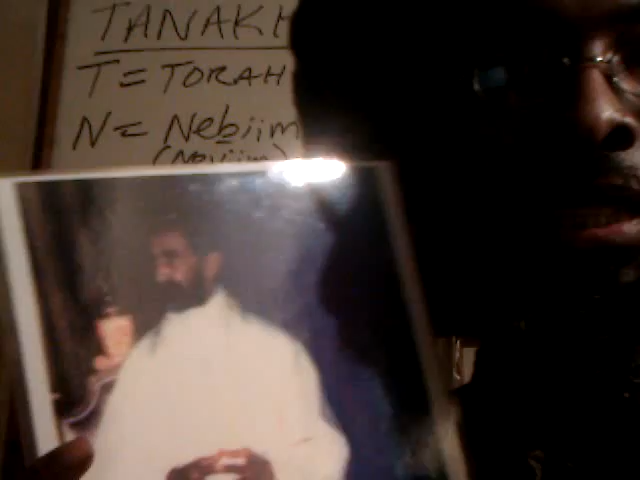 TANAKH
T = TORAH
N = Nebiim
(Neviim)